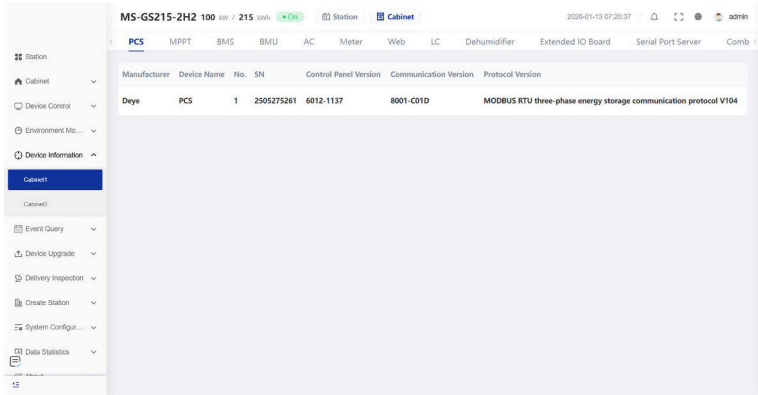 MS-GS215-2H2 100 kW / 215 kWh On Station Cabinet 2026-01-13 07:20:37 admin
PCS MPPT BMS BMU AC Meter Web LC Dehumidifier Extended IO Board Serial Port Server Comb
Station
Cabinet
Device Control
Environment Mo...
Device Information
Cabinet1
Cabinet2
Event Query
Device Upgrade
Delivery Inspection
Create Station
System Configur...
Data Statistics
Manufacturer Device Name No. SN Control Panel Version Communication Version Protocol Version
Deye PCS 1 2505275261 6012-1137 8001-C01D MODBUS RTU three-phase energy storage communication protocol V104